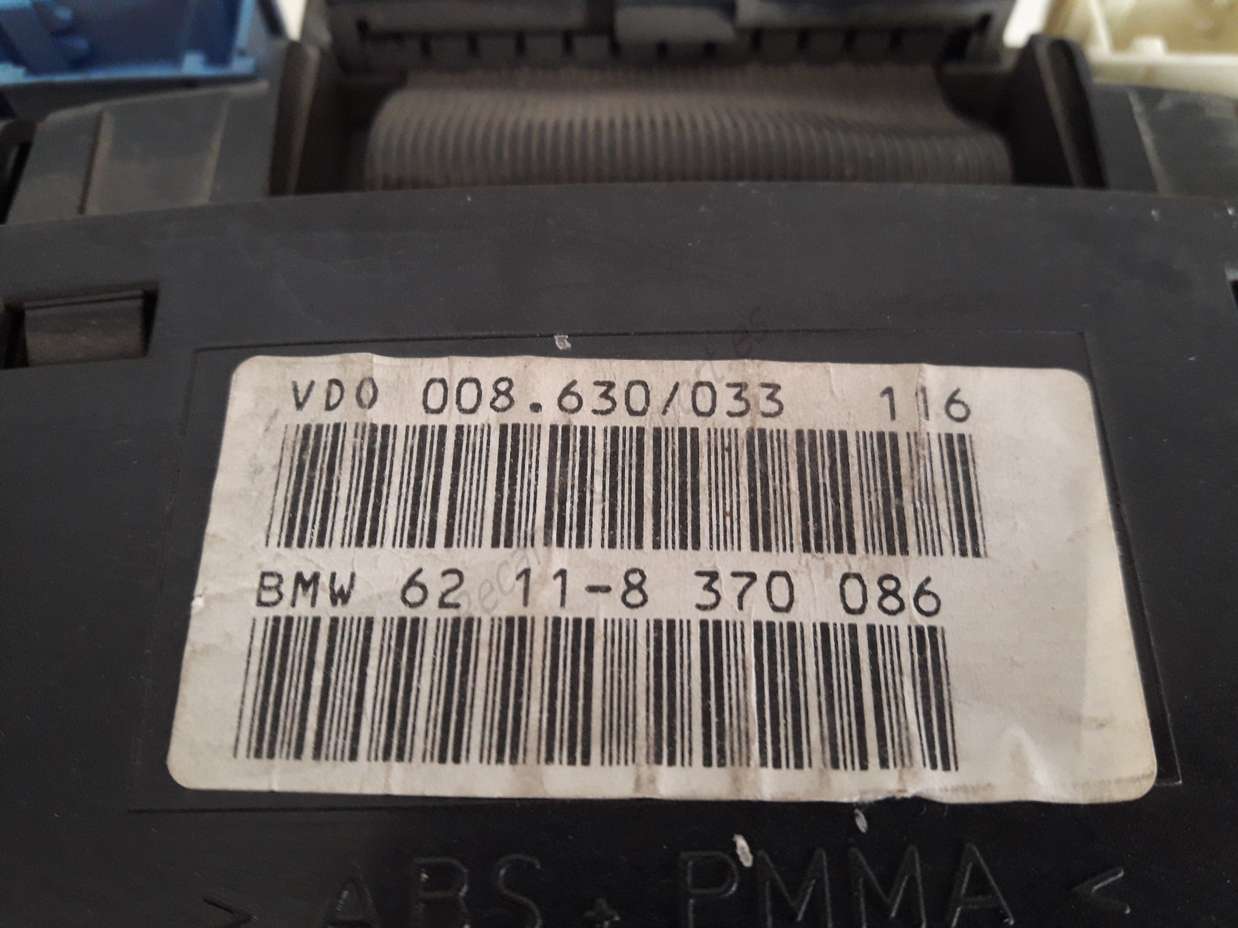 VDO 008.630/033 116
BMW 62 11-8 370 086
> ABS + PMMA <